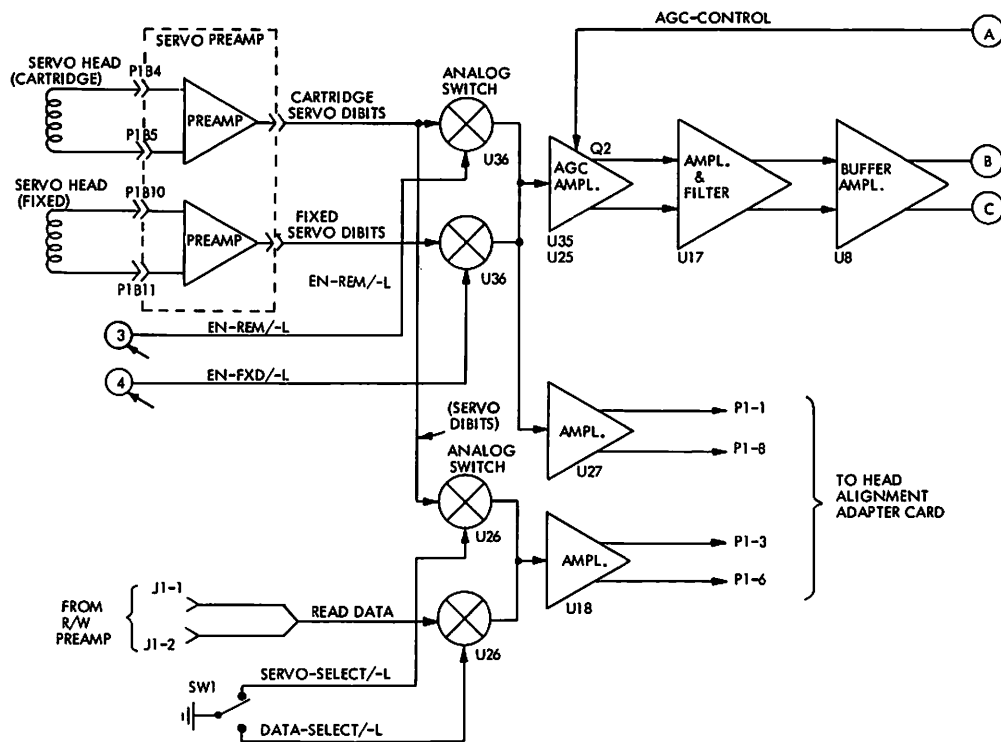 AGC-CONTROL
A
SERVO PREAMP
SERVO HEAD
(CARTRIDGE)
P1B4
P1B5
PREAMP
CARTRIDGE
SERVO DIBITS
ANALOG
SWITCH
U36
SERVO HEAD
(FIXED)
P1B10
P1B11
PREAMP
FIXED
SERVO DIBITS
U36
EN-REM/-L
Q2
AGC
AMPL.
U35
U25
AMPL.
&
FILTER
U17
BUFFER
AMPL.
U8
B
C
3
EN-REM/-L
4
EN-FXD/-L
(SERVO
DIBITS)
ANALOG
SWITCH
U26
AMPL.
U27
P1-1
P1-8
TO HEAD
ALIGNMENT
ADAPTER CARD
AMPL.
U18
P1-3
P1-6
FROM
R/W
PREAMP
J1-1
J1-2
READ DATA
U26
SERVO-SELECT/-L
SW1
DATA-SELECT/-L